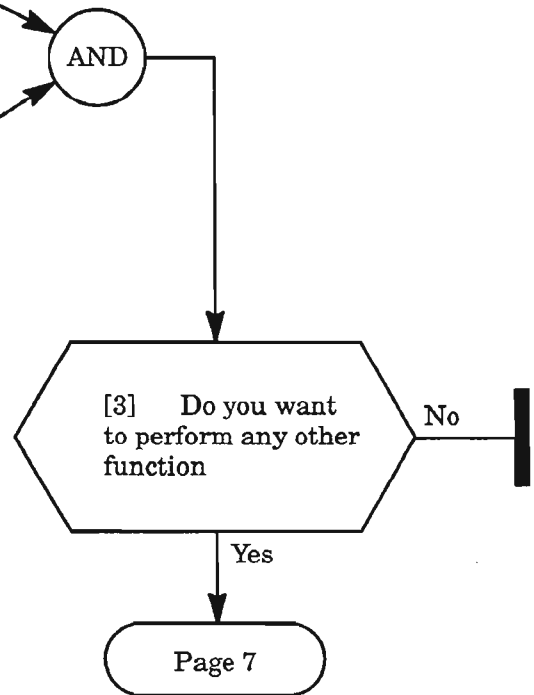 AND
[3] Do you want
to perform any other
function
No
Yes
Page 7